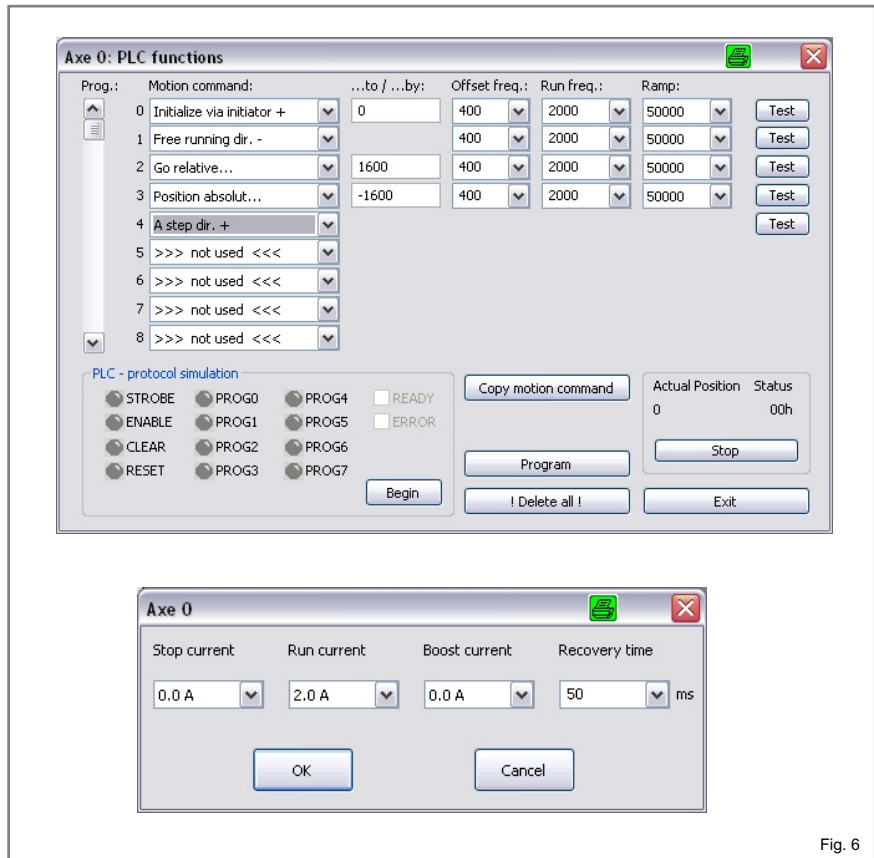 Axe 0: PLC functions
Prog.: Motion command: ...to / ...by: Offset freq.: Run freq.: Ramp:
0 Initialize via initiator + 0 400 2000 50000 Test
1 Free running dir. - 400 2000 50000 Test
2 Go relative... 1600 400 2000 50000 Test
3 Position absolut... -1600 400 2000 50000 Test
4 A step dir. + Test
5 >>> not used <<<
6 >>> not used <<<
7 >>> not used <<<
8 >>> not used <<<
PLC - protocol simulation
STROBE PROG0 PROG4 READY
ENABLE PROG1 PROG5 ERROR
CLEAR PROG2 PROG6
RESET PROG3 PROG7
Begin
Copy motion command
Program
! Delete all !
Actual Position Status
0 00h
Stop
Exit
Axe 0
Stop current Run current Boost current Recovery time
0.0 A 2.0 A 0.0 A 50 ms
OK Cancel
Fig. 6